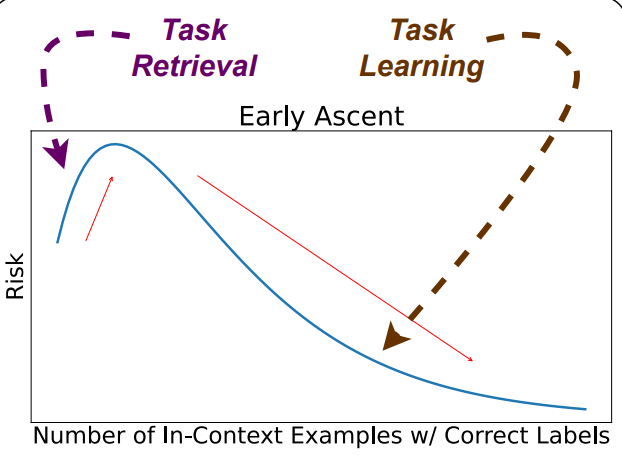 Task
Retrieval
Task
Learning
Early Ascent
Risk
Number of In-Context Examples w/ Correct Labels